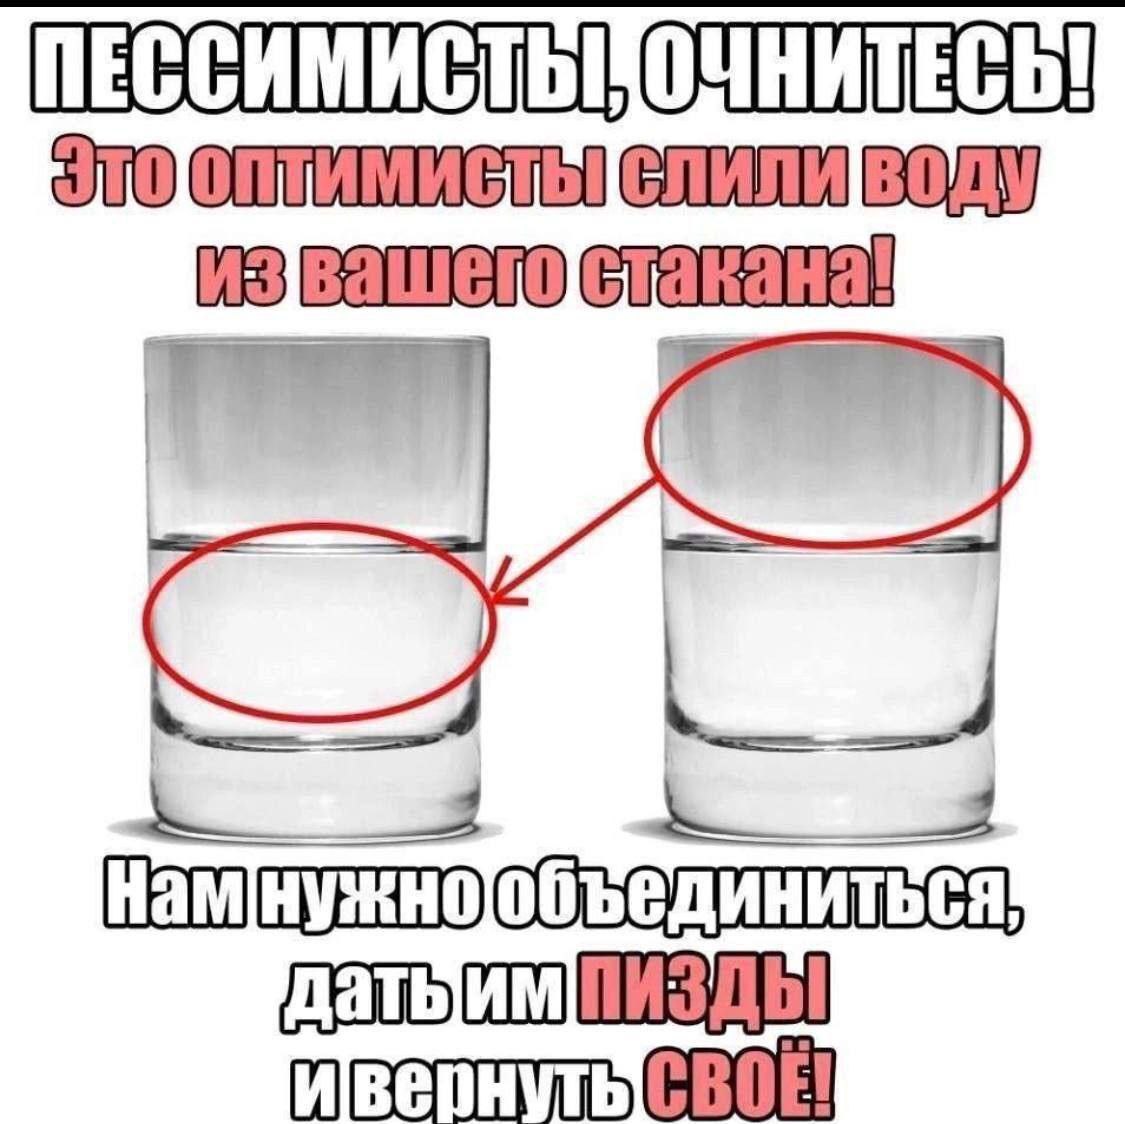 ПЕССИМИСТЫ, ОЧНИТЕСЬ!
Это оптимисты слили воду
из вашего стакана!
Нам нужно объединиться,
дать им ПИЗДЫ
и вернуть СВОЁ!